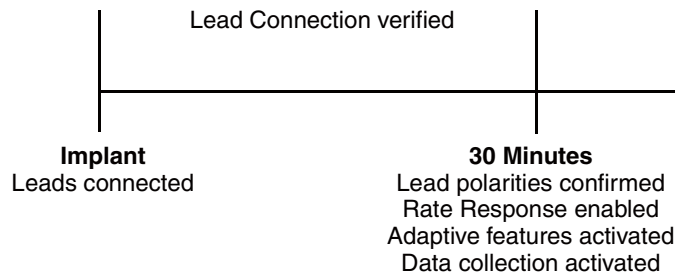 Lead Connection verified
Implant
Leads connected
30 Minutes
Lead polarities confirmed
Rate Response enabled
Adaptive features activated
Data collection activated